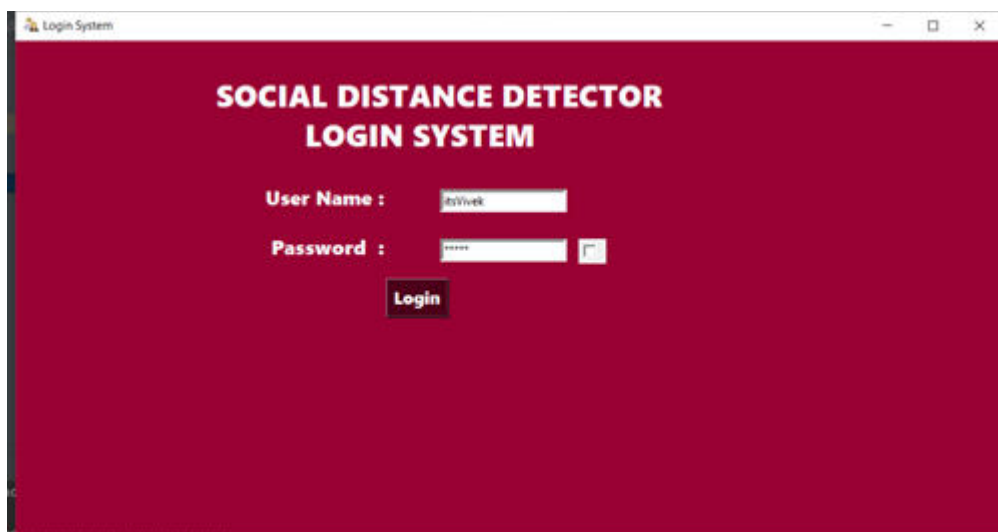 Login System
SOCIAL DISTANCE DETECTOR
LOGIN SYSTEM
User Name :
itsVivek
Password :
*****
Login